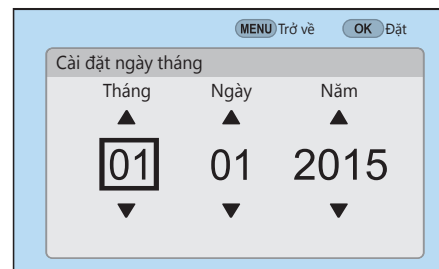 MENU Trở về OK Đặt
Cài đặt ngày tháng
Tháng Ngày Năm
01 01 2015